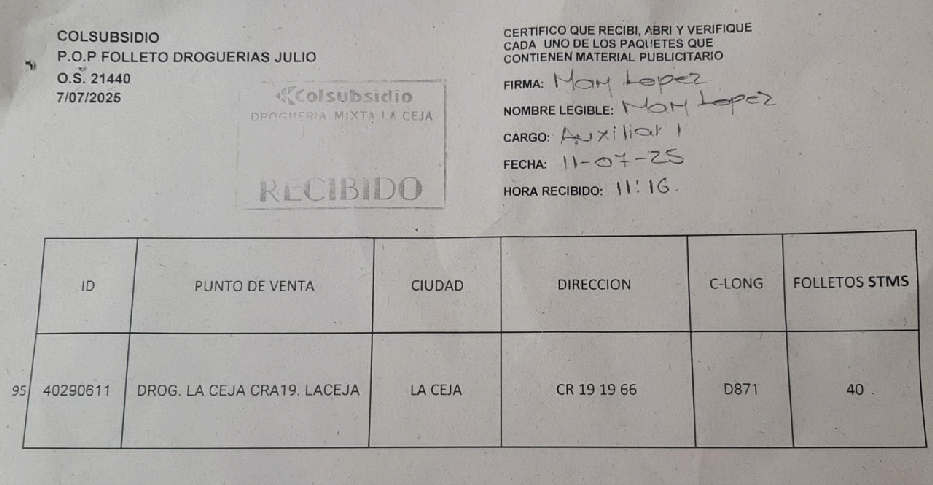 COLSUBSIDIO
P.O.P FOLLETO DROGUERIAS JULIO
O.S. 21440
7/07/2025
Colsubsidio
DROGUERIA MIXTA LA CEJA
RECIBIDO
CERTIFICO QUE RECIBI, ABRI Y VERIFIQUE
CADA UNO DE LOS PAQUETES QUE
CONTIENEN MATERIAL PUBLICITARIO
FIRMA: Mary Lopez
NOMBRE LEGIBLE: Mary Lopez
CARGO: Auxiliar 1
FECHA: 11-07-25
HORA RECIBIDO: 11:16.
ID PUNTO DE VENTA CIUDAD DIRECCION C-LONG FOLLETOS STMS
95 40290611 DROG. LA CEJA CRA19. LACEJA LA CEJA CR 19 19 66 D871 40